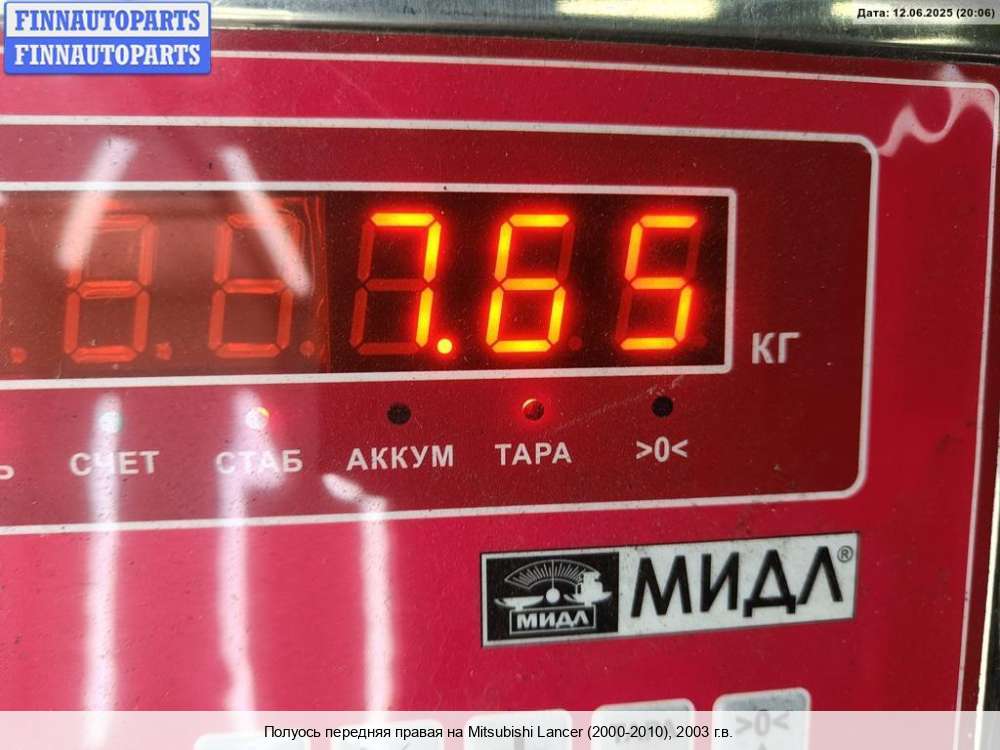 FINNAUTOPARTS
FINNAUTOPARTS
Дата: 12.06.2025 (20:06)
7.65
КГ
СЧЕТ СТАБ АККУМ ТАРА >0<
МИДЛ МИДЛ®
>0<
Полуось передняя правая на Mitsubishi Lancer (2000-2010), 2003 г.в.